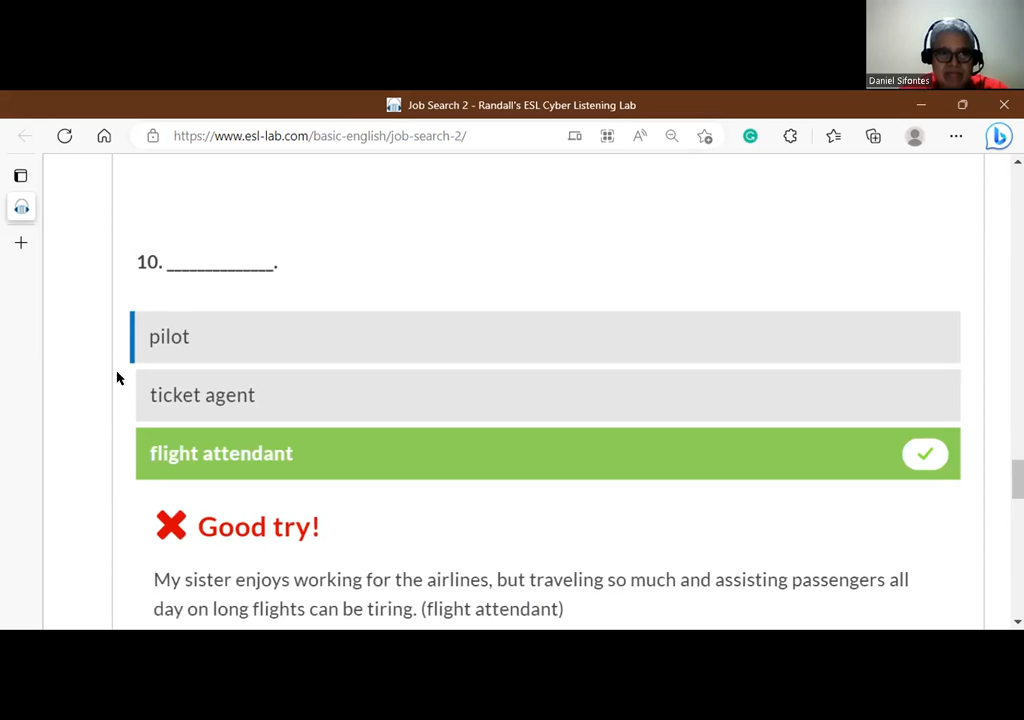 Daniel Sifontes
Job Search 2 - Randall's ESL Cyber Listening Lab
https://www.esl-lab.com/basic-english/job-search-2/
10. ______________.
pilot
ticket agent
flight attendant
Good try!
My sister enjoys working for the airlines, but traveling so much and assisting passengers all
day on long flights can be tiring. (flight attendant)